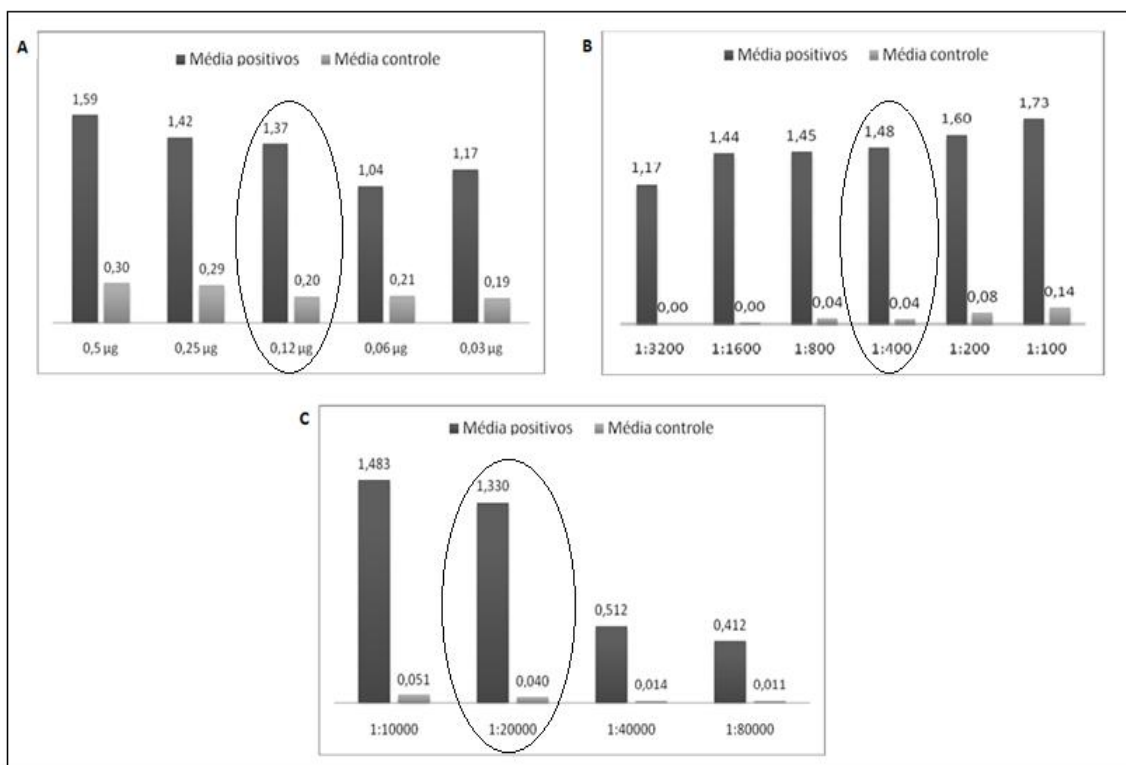 A
Média positivos Média controle
1,59 1,42 1,37 1,04 1,17
0,30 0,29 0,20 0,21 0,19
0,5 µg 0,25 µg 0,12 µg 0,06 µg 0,03 µg
B
Média positivos Média controle
1,17 1,44 1,45 1,48 1,60 1,73
0,00 0,00 0,04 0,04 0,08 0,14
1:3200 1:1600 1:800 1:400 1:200 1:100
C
Média positivos Média controle
1,483 1,330 0,512 0,412
0,051 0,040 0,014 0,011
1:10000 1:20000 1:40000 1:80000